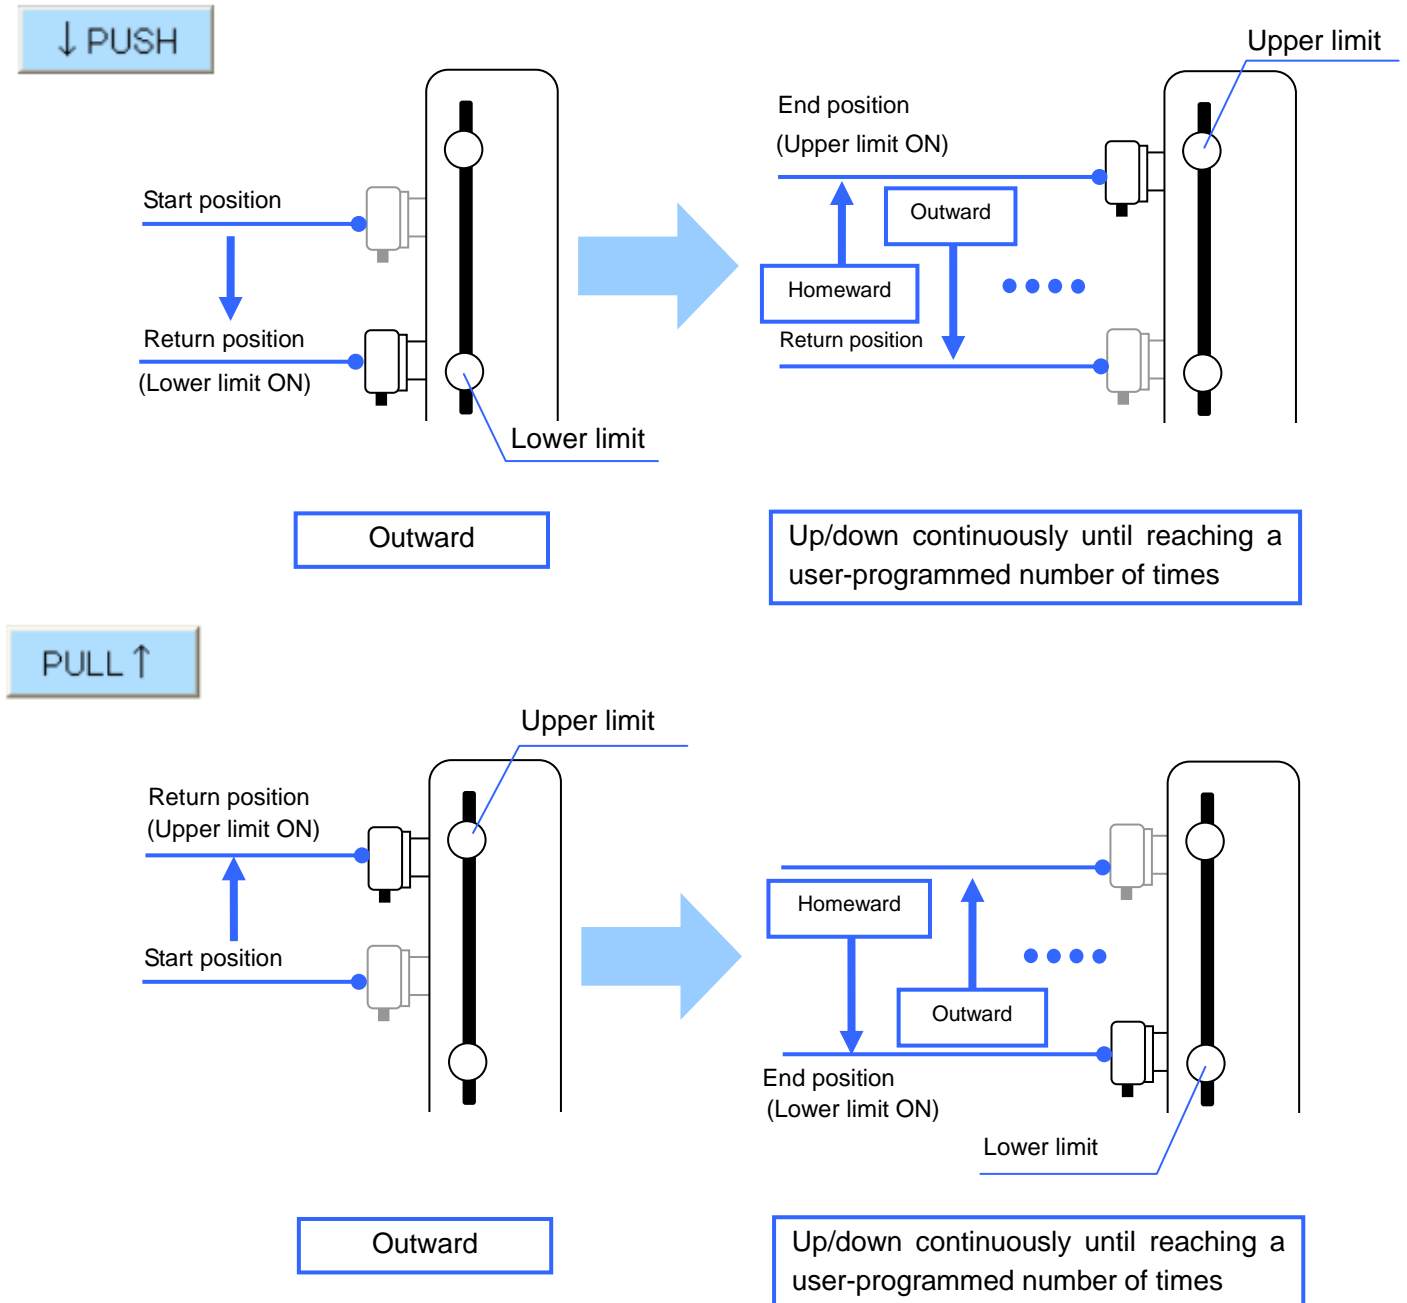 ↓ PUSH
Upper limit
End position
(Upper limit ON)
Start position
Outward
Homeward
Return position
(Lower limit ON)
Return position
Lower limit
Outward
Up/down continuously until reaching a
user-programmed number of times
PULL ↑
Upper limit
Return position
(Upper limit ON)
Homeward
Start position
Outward
End position
(Lower limit ON)
Lower limit
Outward
Up/down continuously until reaching a
user-programmed number of times